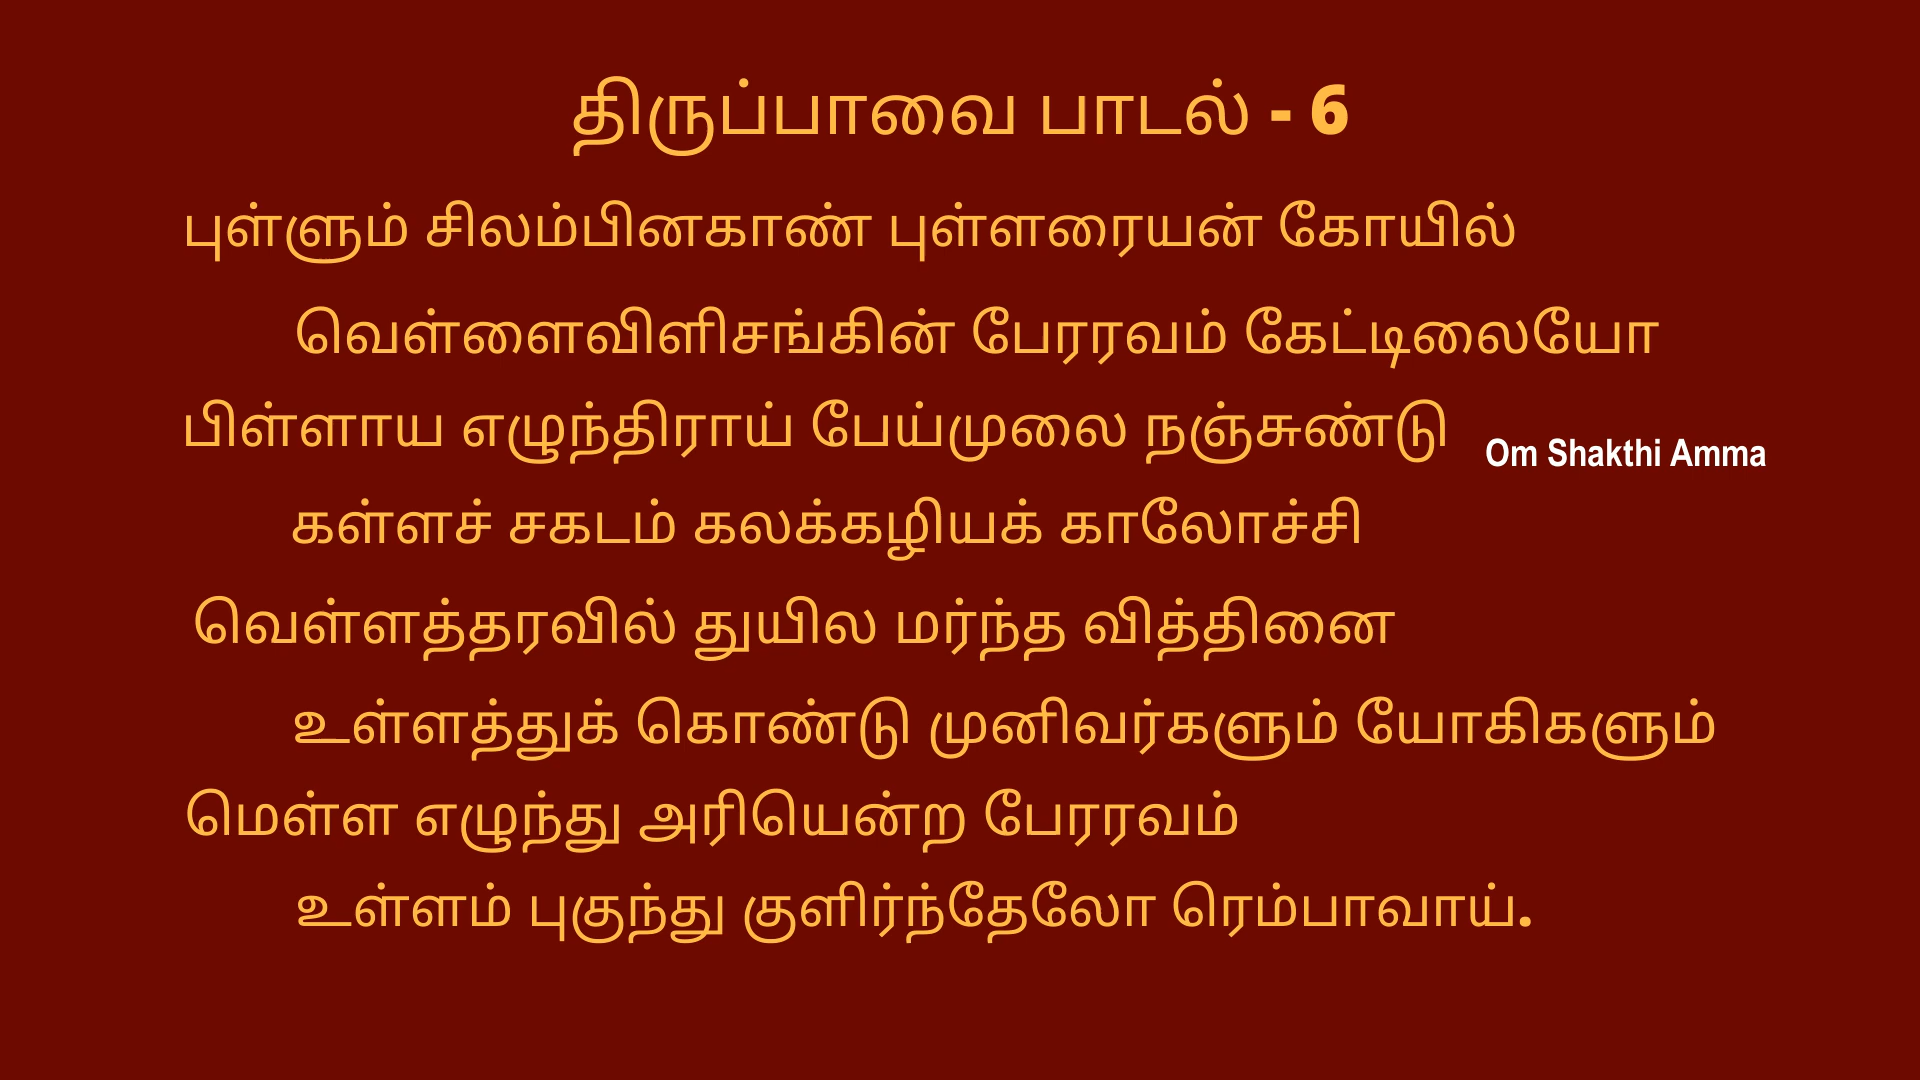 திருப்பாவை பாடல் - 6
புள்ளும் சிலம்பினகாண் புள்ளரையன் கோயில்
வெள்ளைவிளிசங்கின் பேரரவம் கேட்டிலையோ
பிள்ளாய எழுந்திராய் பேய்முலை நஞ்சுண்டு
Om Shakthi Amma
கள்ளச் சகடம் கலக்கழியக் காலோச்சி
வெள்ளத்தரவில் துயில மர்ந்த வித்தினை
உள்ளத்துக் கொண்டு முனிவர்களும் யோகிகளும்
மெள்ள எழுந்து அரியென்ற பேரரவம்
உள்ளம் புகுந்து குளிர்ந்தேலோ ரெம்பாவாய்.